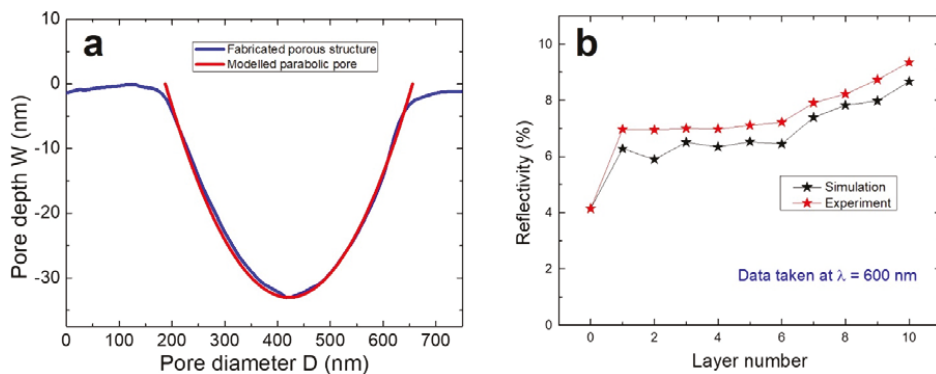 a
Fabricated porous structure
Modelled parabolic pore
10
0
-10
-20
-30
Pore depth W (nm)
0 100 200 300 400 500 600 700
Pore diameter D (nm)
b
10
8
6
4
2
0
Reflectivity (%)
Simulation
Experiment
Data taken at λ = 600 nm
0 2 4 6 8 10
Layer number